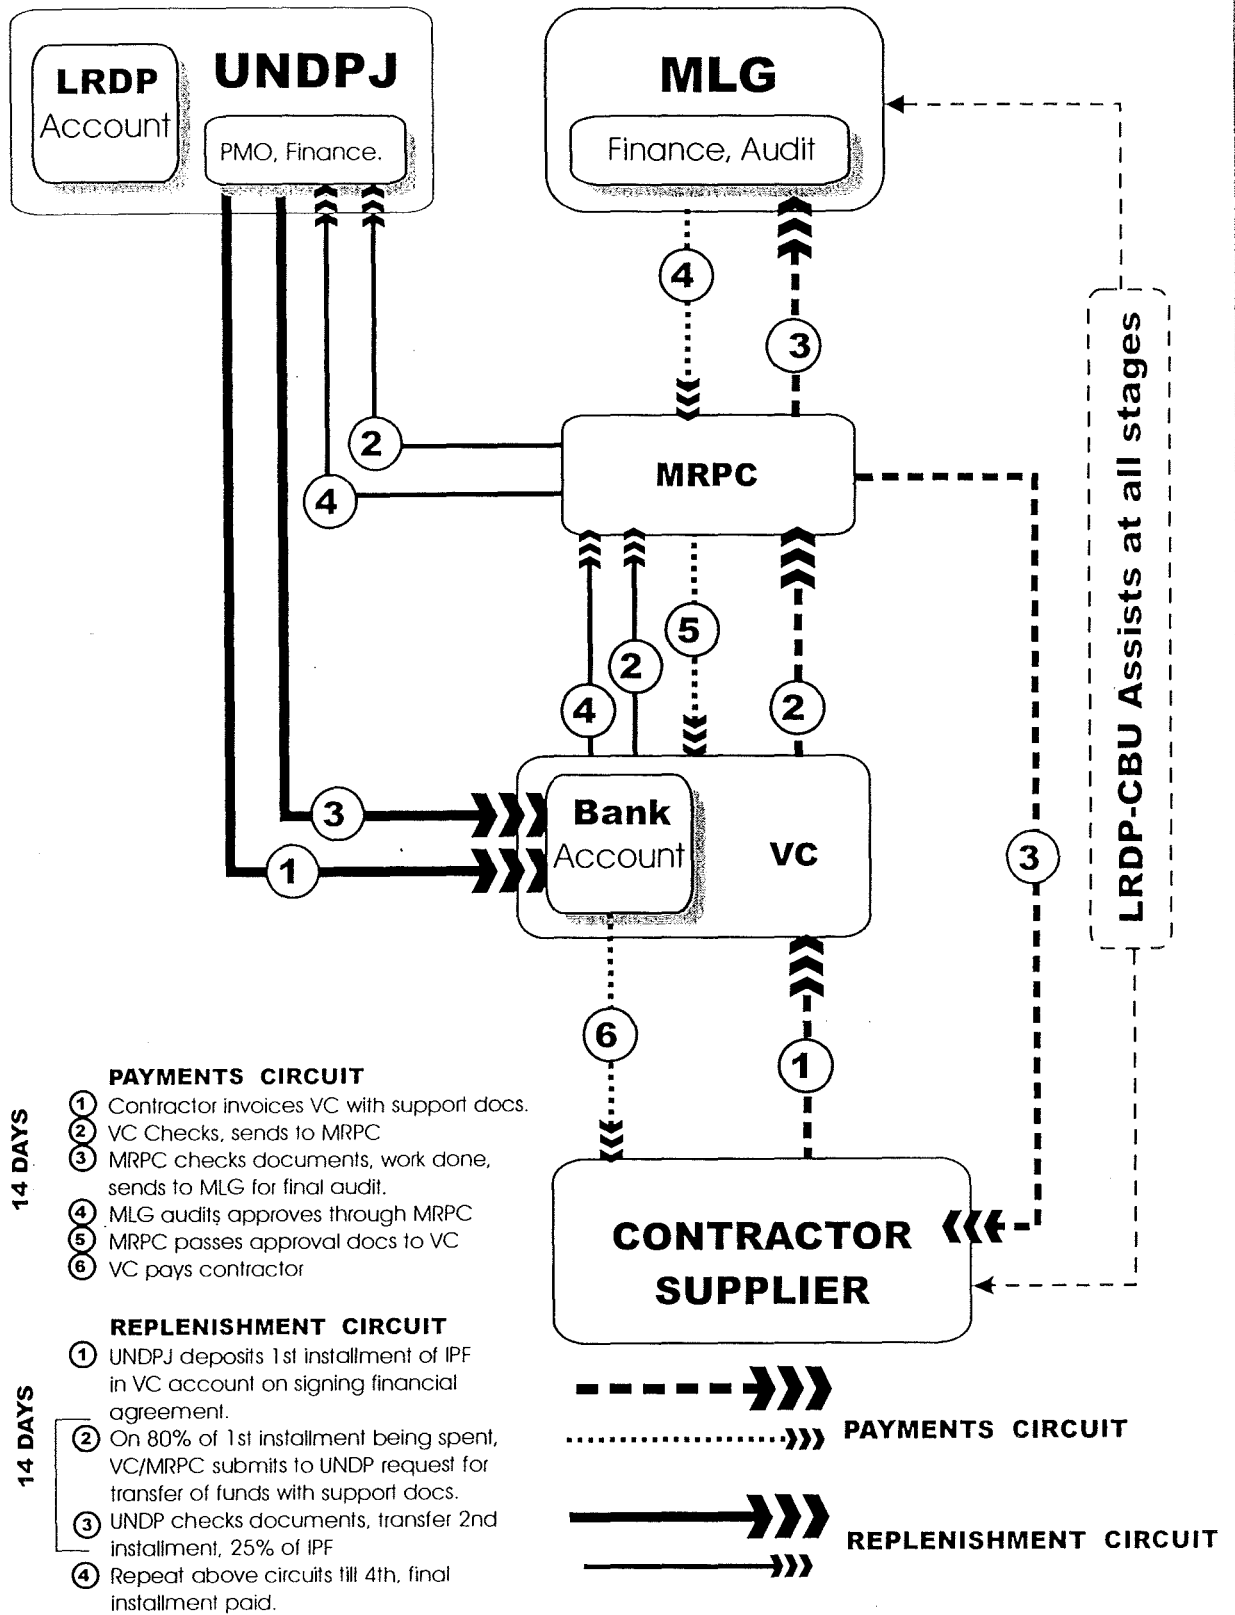 UNDPJ
LRDP
Account
PMO, Finance.
MLG
Finance, Audit
4
3
2
4
MRPC
5
2
4
2
3
1
Bank
Account
VC
3
LRDP-CBU Assists at all stages
6
1
CONTRACTOR
SUPPLIER
14 DAYS
PAYMENTS CIRCUIT
1 Contractor invoices VC with support docs.
2 VC Checks, sends to MRPC
3 MRPC checks documents, work done,
sends to MLG for final audit.
4 MLG audits approves through MRPC
5 MRPC passes approval docs to VC
6 VC pays contractor
14 DAYS
REPLENISHMENT CIRCUIT
1 UNDPJ deposits 1st installment of IPF
in VC account on signing financial
agreement.
2 On 80% of 1st installment being spent,
VC/MRPC submits to UNDP request for
transfer of funds with support docs.
3 UNDP checks documents, transfer 2nd
installment, 25% of IPF
4 Repeat above circuits till 4th, final
installment paid.
PAYMENTS CIRCUIT
REPLENISHMENT CIRCUIT